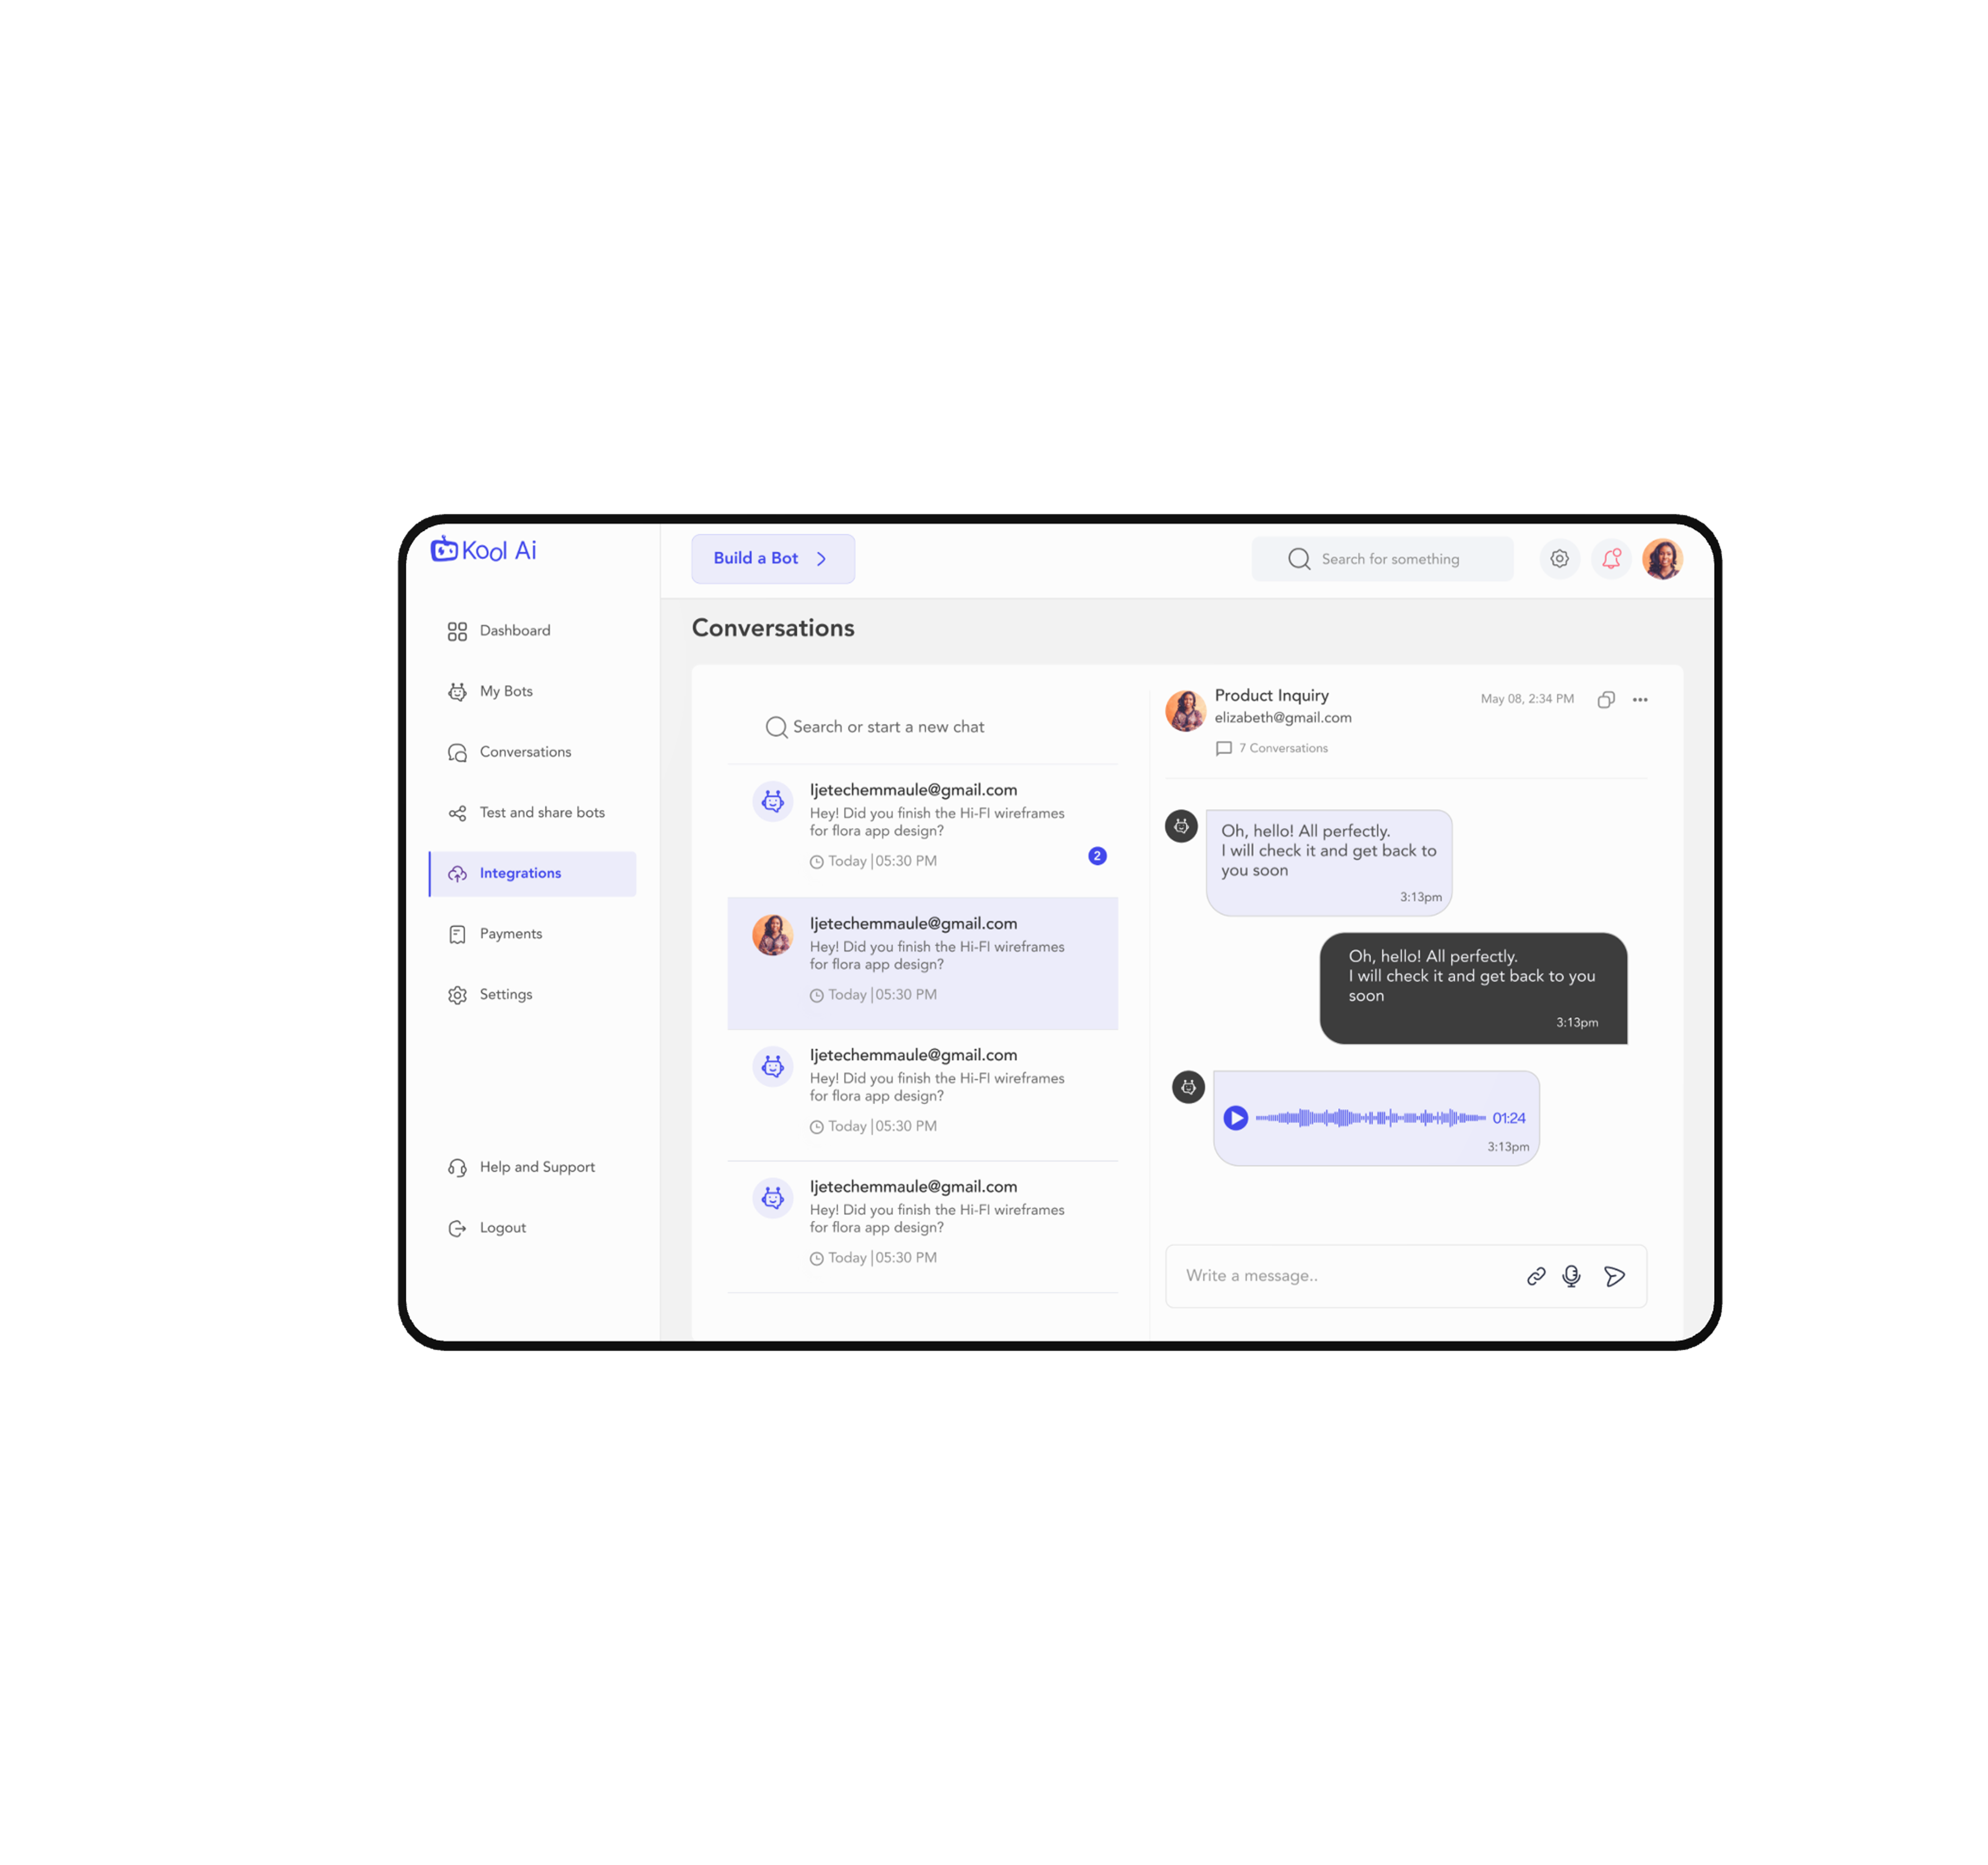 Kool Ai
Build a Bot
Search for something
Dashboard
My Bots
Conversations
Test and share bots
Integrations
Payments
Settings
Help and Support
Logout
Conversations
Search or start a new chat
Ijetechemmaule@gmail.com
Hey! Did you finish the Hi-FI wireframes
for flora app design?
Today | 05:30 PM
2
Ijetechemmaule@gmail.com
Hey! Did you finish the Hi-FI wireframes
for flora app design?
Today | 05:30 PM
Ijetechemmaule@gmail.com
Hey! Did you finish the Hi-FI wireframes
for flora app design?
Today | 05:30 PM
Ijetechemmaule@gmail.com
Hey! Did you finish the Hi-FI wireframes
for flora app design?
Today | 05:30 PM
Product Inquiry
May 08, 2:34 PM
elizabeth@gmail.com
7 Conversations
Oh, hello! All perfectly.
I will check it and get back to
you soon
3:13pm
Oh, hello! All perfectly.
I will check it and get back to you
soon
3:13pm
01:24
3:13pm
Write a message..